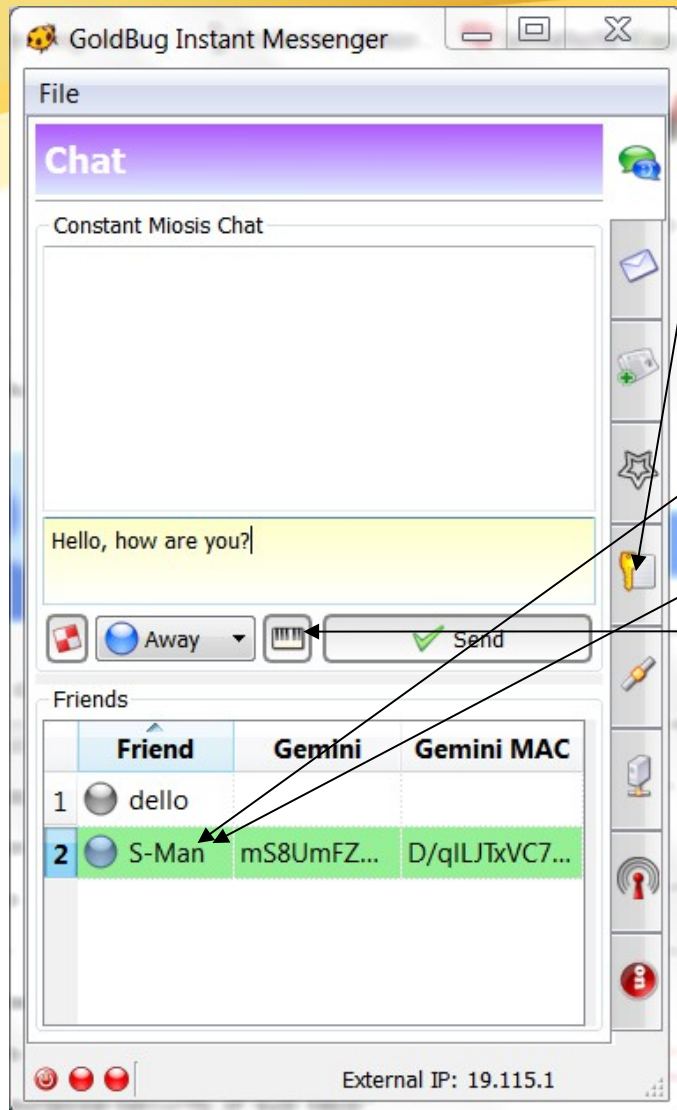 GoldBug Instant Messenger
File
Chat
Constant Miosis Chat
Hello, how are you?
Away Send
Friends
Friend Gemini Gemini MAC
1 dello
2 S-Man mS8UmFZ... D/qILJTxVC7...
on
External IP: 19.115.1